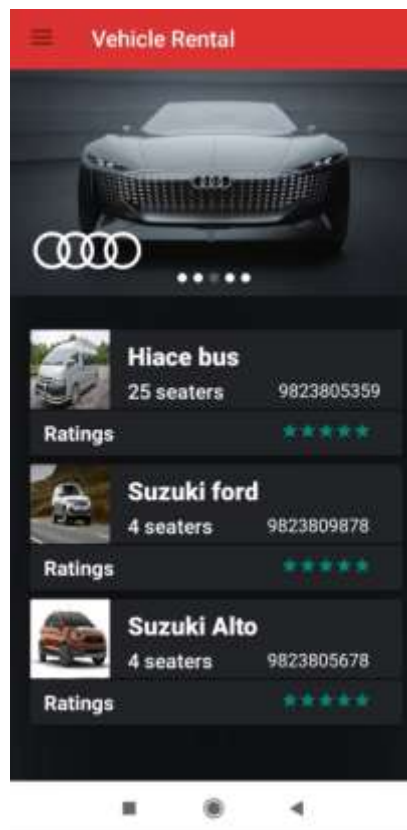 Vehicle Rental
Hiace bus
25 seaters 9823805359
Ratings
Suzuki ford
4 seaters 9823809878
Ratings
Suzuki Alto
4 seaters 9823805678
Ratings